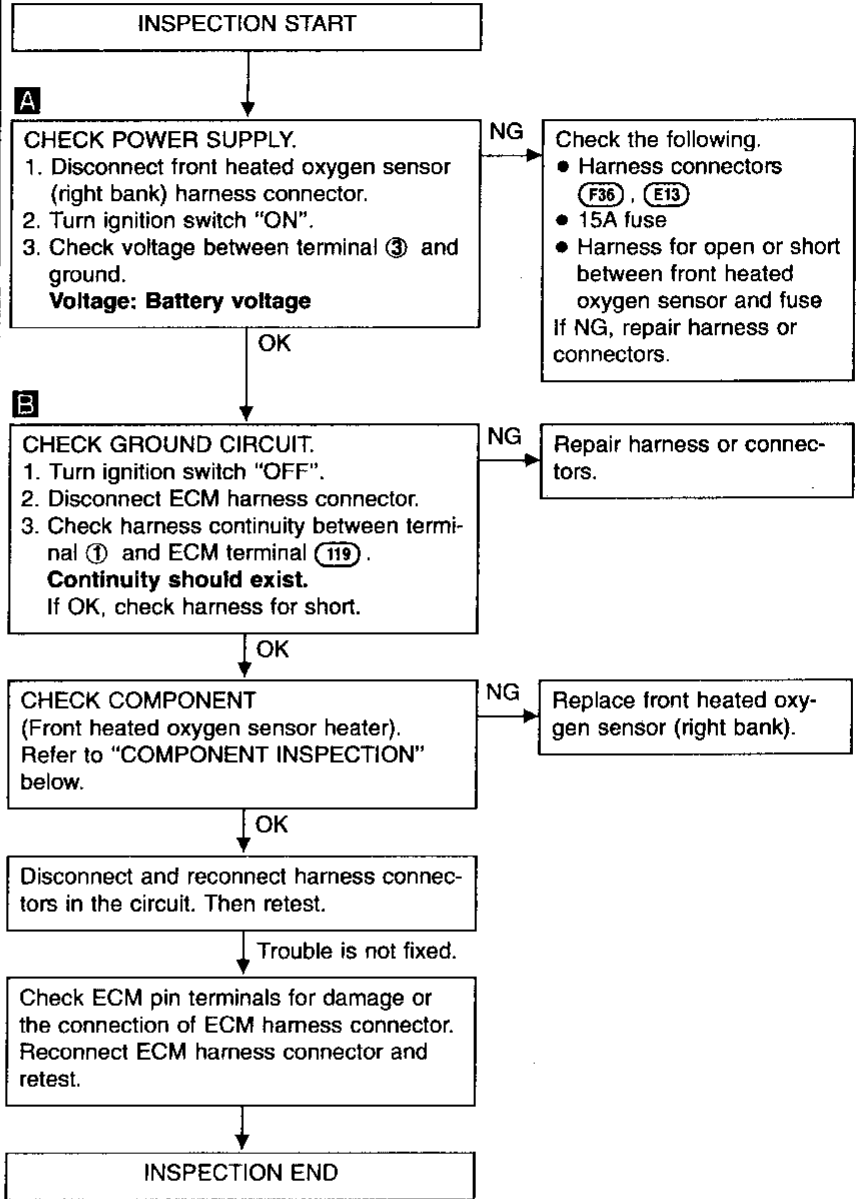 INSPECTION START
A
CHECK POWER SUPPLY.
1. Disconnect front heated oxygen sensor
(right bank) harness connector.
2. Turn ignition switch "ON".
3. Check voltage between terminal ③ and
ground.
Voltage: Battery voltage
NG
Check the following.
● Harness connectors
(F36) , (E13)
● 15A fuse
● Harness for open or short
between front heated
oxygen sensor and fuse
If NG, repair harness or
connectors.
OK
B
CHECK GROUND CIRCUIT.
1. Turn ignition switch "OFF".
2. Disconnect ECM harness connector.
3. Check harness continuity between termi-
nal ① and ECM terminal (119) .
Continuity should exist.
If OK, check harness for short.
NG
Repair harness or connec-
tors.
OK
CHECK COMPONENT
(Front heated oxygen sensor heater).
Refer to "COMPONENT INSPECTION"
below.
NG
Replace front heated oxy-
gen sensor (right bank).
OK
Disconnect and reconnect harness connec-
tors in the circuit. Then retest.
Trouble is not fixed.
Check ECM pin terminals for damage or
the connection of ECM harness connector.
Reconnect ECM harness connector and
retest.
INSPECTION END